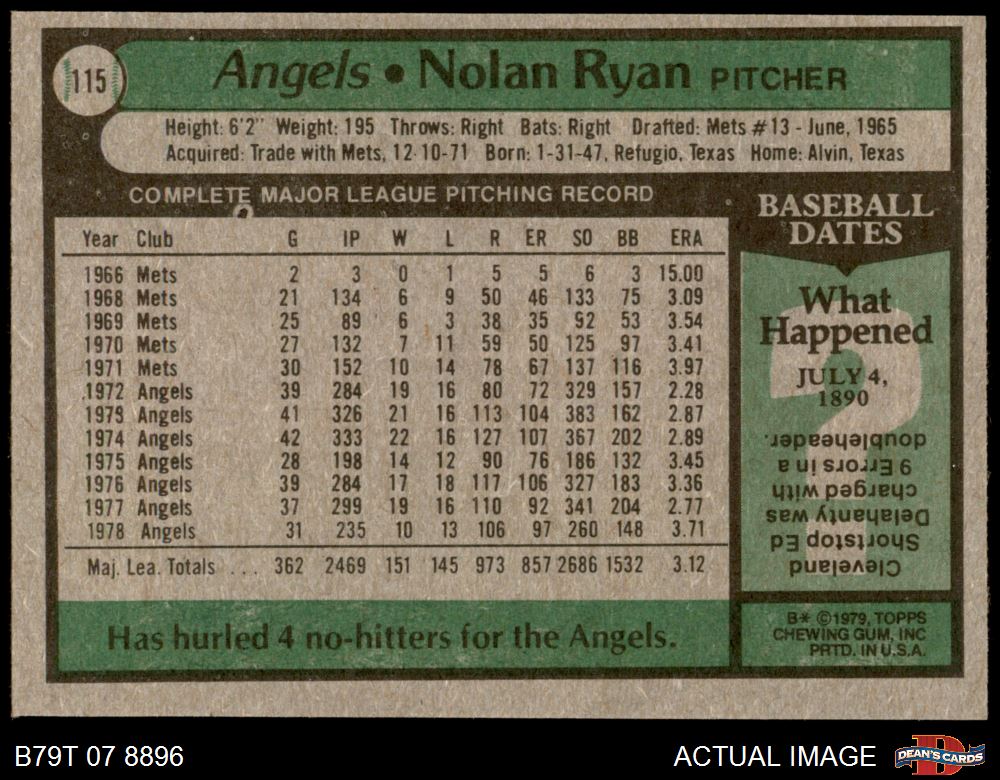 115
Angels • Nolan Ryan PITCHER
Height: 6'2" Weight: 195 Throws: Right Bats: Right Drafted: Mets #13 - June, 1965
Acquired: Trade with Mets, 12-10-71 Born: 1-31-47, Refugio, Texas Home: Alvin, Texas
COMPLETE MAJOR LEAGUE PITCHING RECORD
Year Club G IP W L R ER SO BB ERA
1966 Mets 2 3 0 1 5 5 6 3 15.00
1968 Mets 21 134 6 9 50 46 133 75 3.09
1969 Mets 25 89 6 3 38 35 92 53 3.54
1970 Mets 27 132 7 11 59 50 125 97 3.41
1971 Mets 30 152 10 14 78 67 137 116 3.97
1972 Angels 39 284 19 16 80 72 329 157 2.28
1973 Angels 41 326 21 16 113 104 383 162 2.87
1974 Angels 42 333 22 16 127 107 367 202 2.89
1975 Angels 28 198 14 12 90 76 186 132 3.45
1976 Angels 39 284 17 18 117 106 327 183 3.36
1977 Angels 37 299 19 16 110 92 341 204 2.77
1978 Angels 31 235 10 13 106 97 260 148 3.71
Maj. Lea. Totals . . . 362 2469 151 145 973 857 2686 1532 3.12
Has hurled 4 no-hitters for the Angels.
BASEBALL
DATES
What
Happened
JULY 4,
1890
Cleveland
Shortstop Ed
Delahanty was
charged with
9 Errors in a
doubleheader.
B* ©1979, TOPPS
CHEWING GUM, INC
PRTD. IN U.S.A.
B79T 07 8896
ACTUAL IMAGE
DEAN'S CARDS